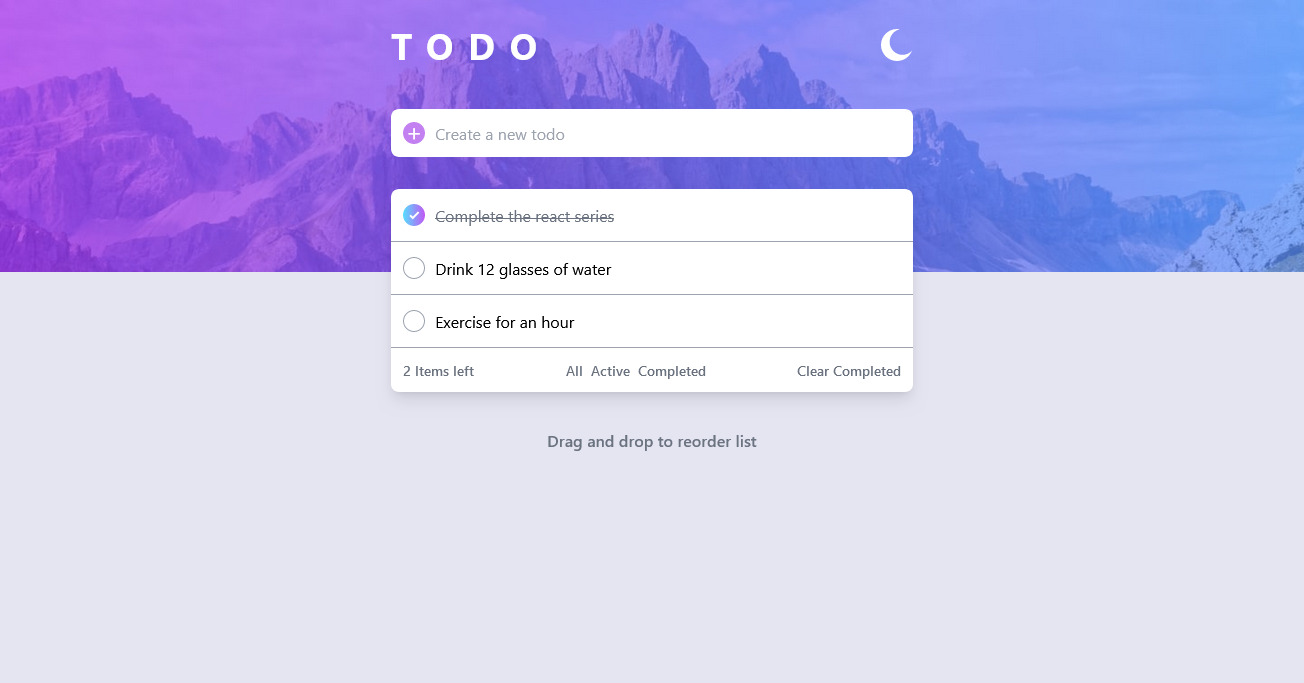 TODO
Create a new todo
Complete the react series
Drink 12 glasses of water
Exercise for an hour
2 Items left All Active Completed Clear Completed
Drag and drop to reorder list